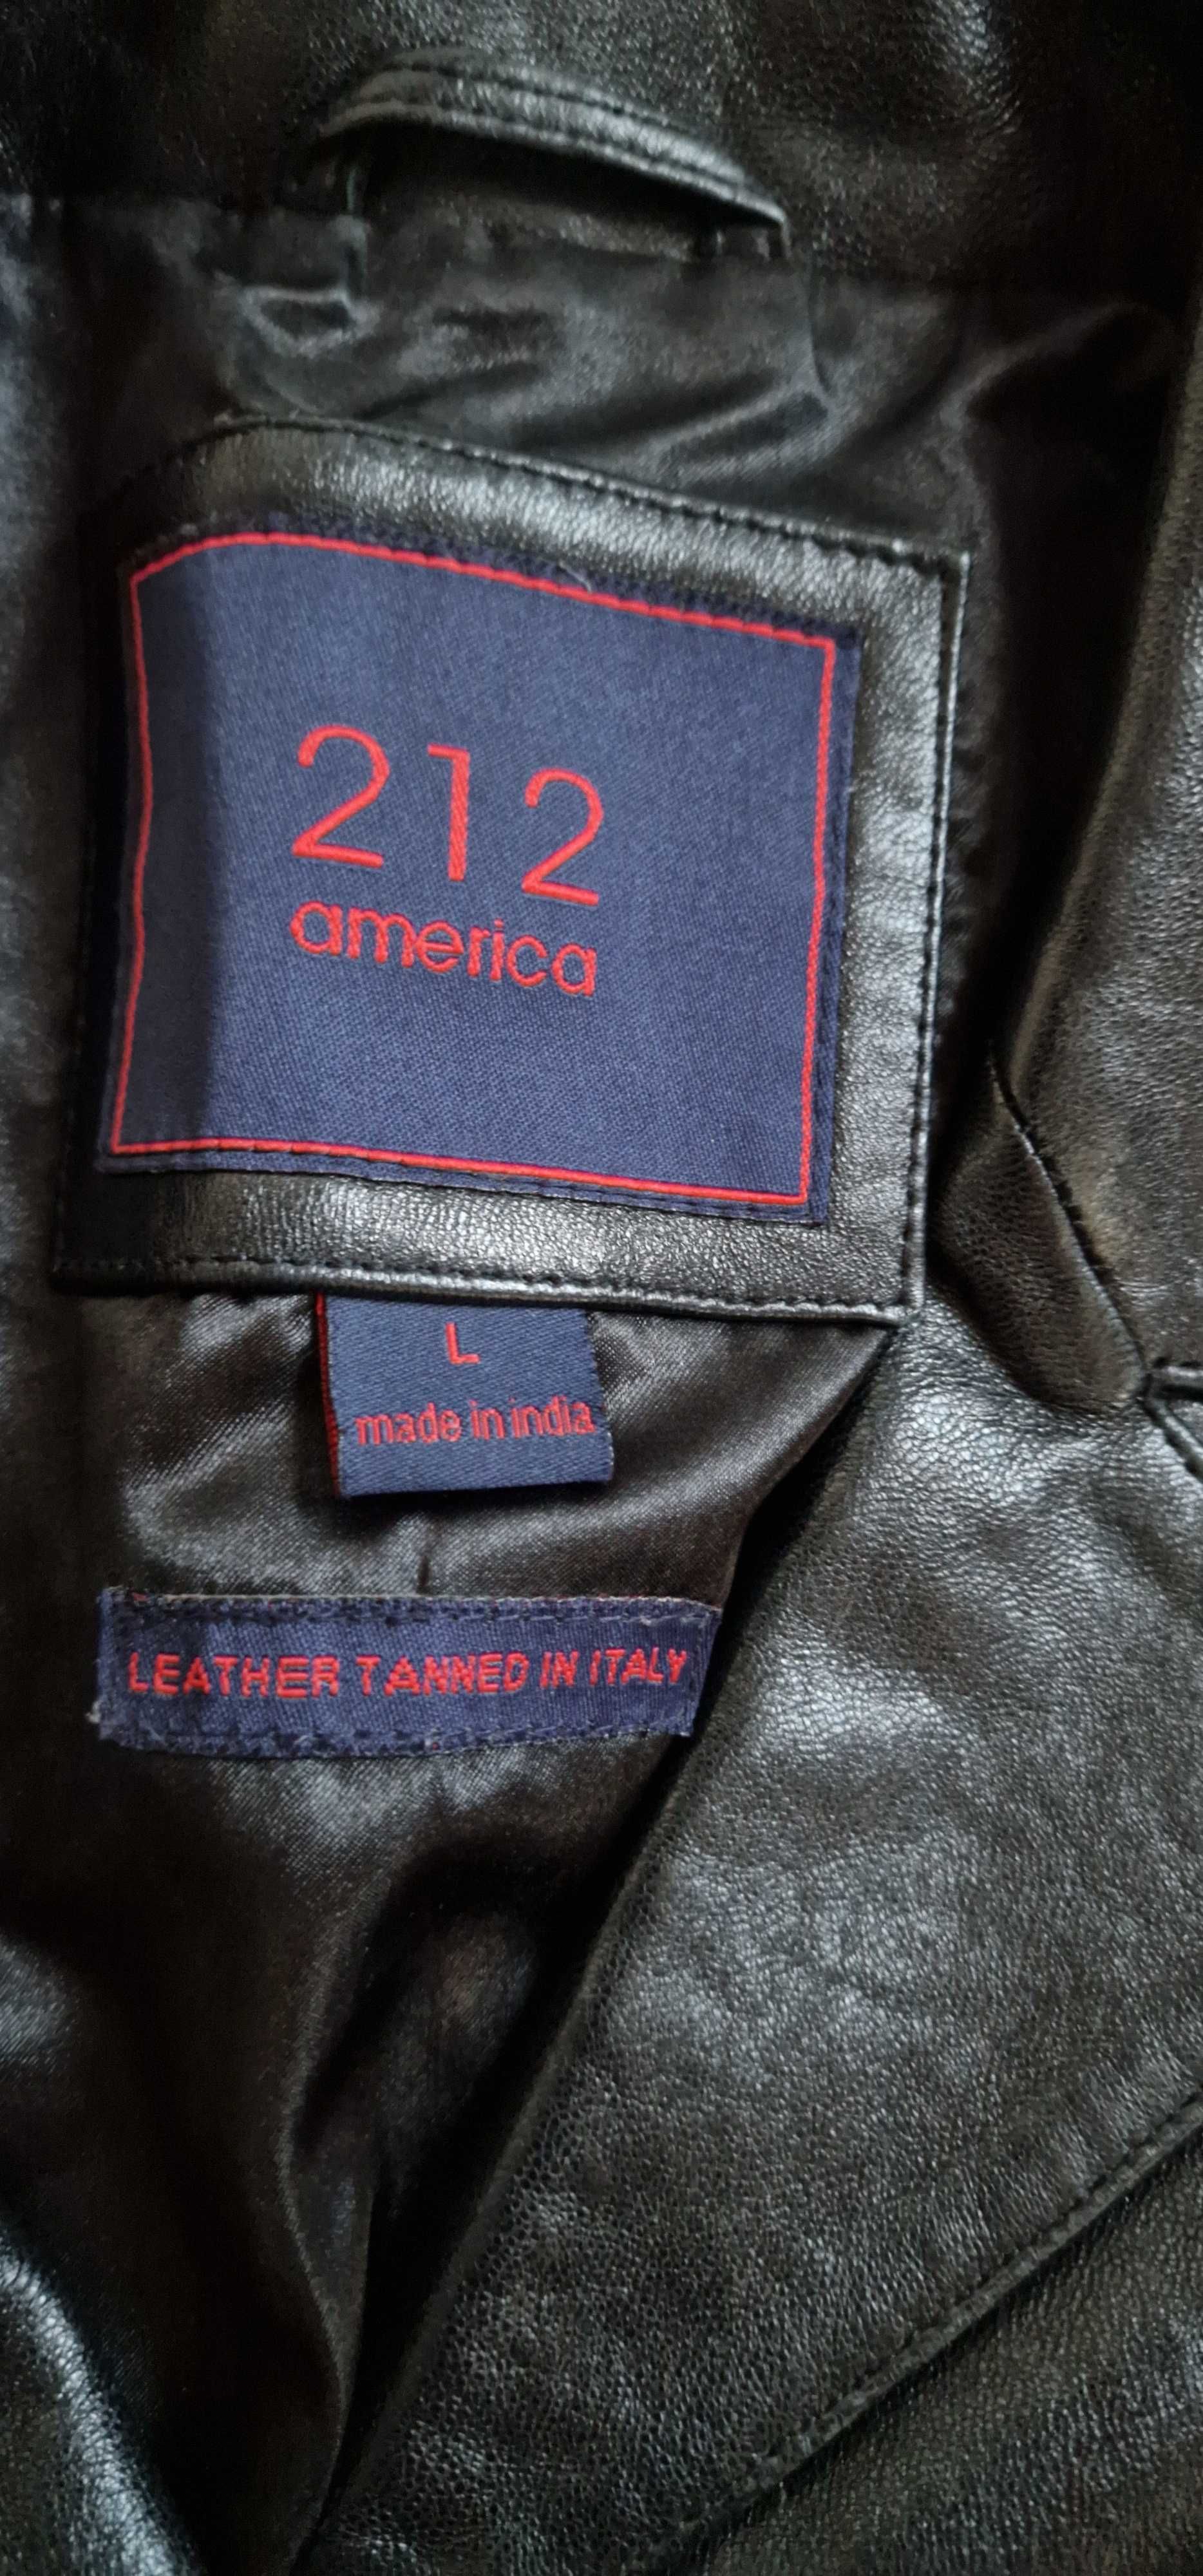 212
america
L
made in india
LEATHER TANNED IN ITALY